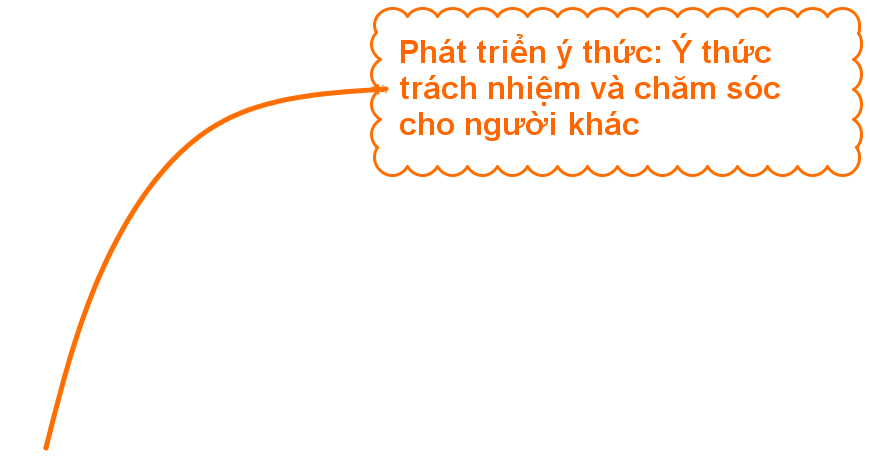 Phát triển ý thức: Ý thức
trách nhiệm và chăm sóc
cho người khác